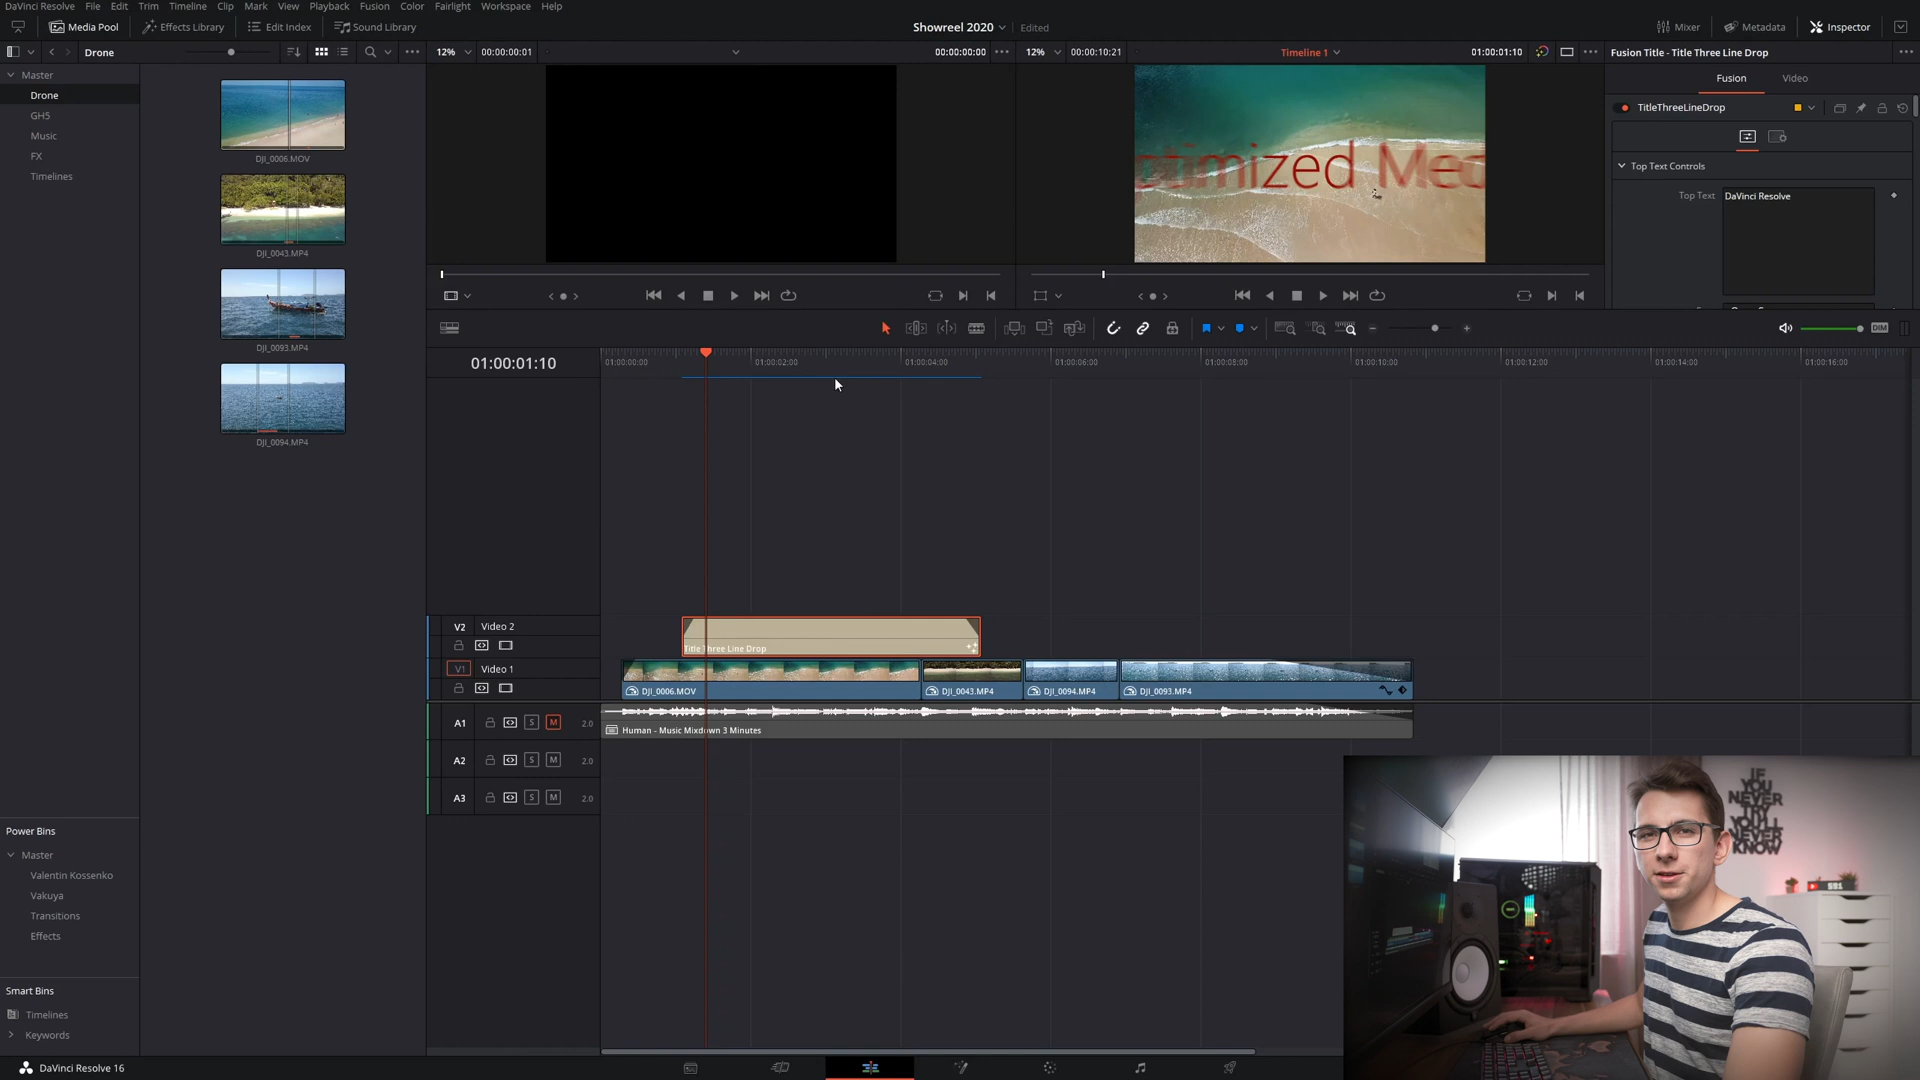 DaVinci Resolve File Edit Trim Timeline Clip Mark View Playback Fusion Color Fairlight Workspace Help
Media Pool Effects Library Edit Index Sound Library Showreel 2020 Edited Mixer Metadata Inspector
Drone 12% 00:00:00:01 00:00:00:00 12% 00:00:10:21 Timeline 1 01:00:01:10 Fusion Title - Title Three Line Drop
Master
Drone
GH5
Music
FX
Timelines
DJI_0006.MOV
DJI_0043.MP4
DJI_0093.MP4
DJI_0094.MP4
ptimized Med
Fusion Video
TitleThreeLineDrop
Top Text Controls
Top Text DaVinci Resolve
DIM
01:00:01:10 01:00:00:00 01:00:02:00 01:00:04:00 01:00:06:00 01:00:08:00 01:00:10:00 01:00:12:00 01:00:14:00 01:00:16:00
V2 Video 2
Title Three Line Drop
V1 Video 1
DJI_0006.MOV DJI_0043.MP4 DJI_0094.MP4 DJI_0093.MP4
A1 S M 2.0
Human - Music Mixdown 3 Minutes
A2 S M 2.0
A3 S M 2.0
Power Bins
Master
Valentin Kossenko
Vakuya
Transitions
Effects
Smart Bins
Timelines
Keywords
DaVinci Resolve 16
IF
YOU
NEVER
TRY
YOU'LL
NEVER
KNOW
591